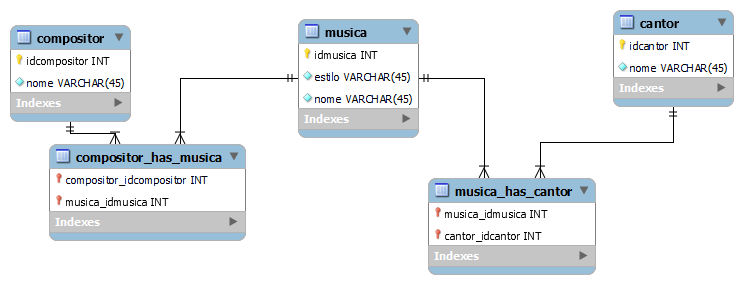 compositor
idcompositor INT
nome VARCHAR(45)
Indexes
musica
idmusica INT
estilo VARCHAR(45)
nome VARCHAR(45)
Indexes
cantor
idcantor INT
nome VARCHAR(45)
Indexes
compositor_has_musica
compositor_idcompositor INT
musica_idmusica INT
Indexes
musica_has_cantor
musica_idmusica INT
cantor_idcantor INT
Indexes